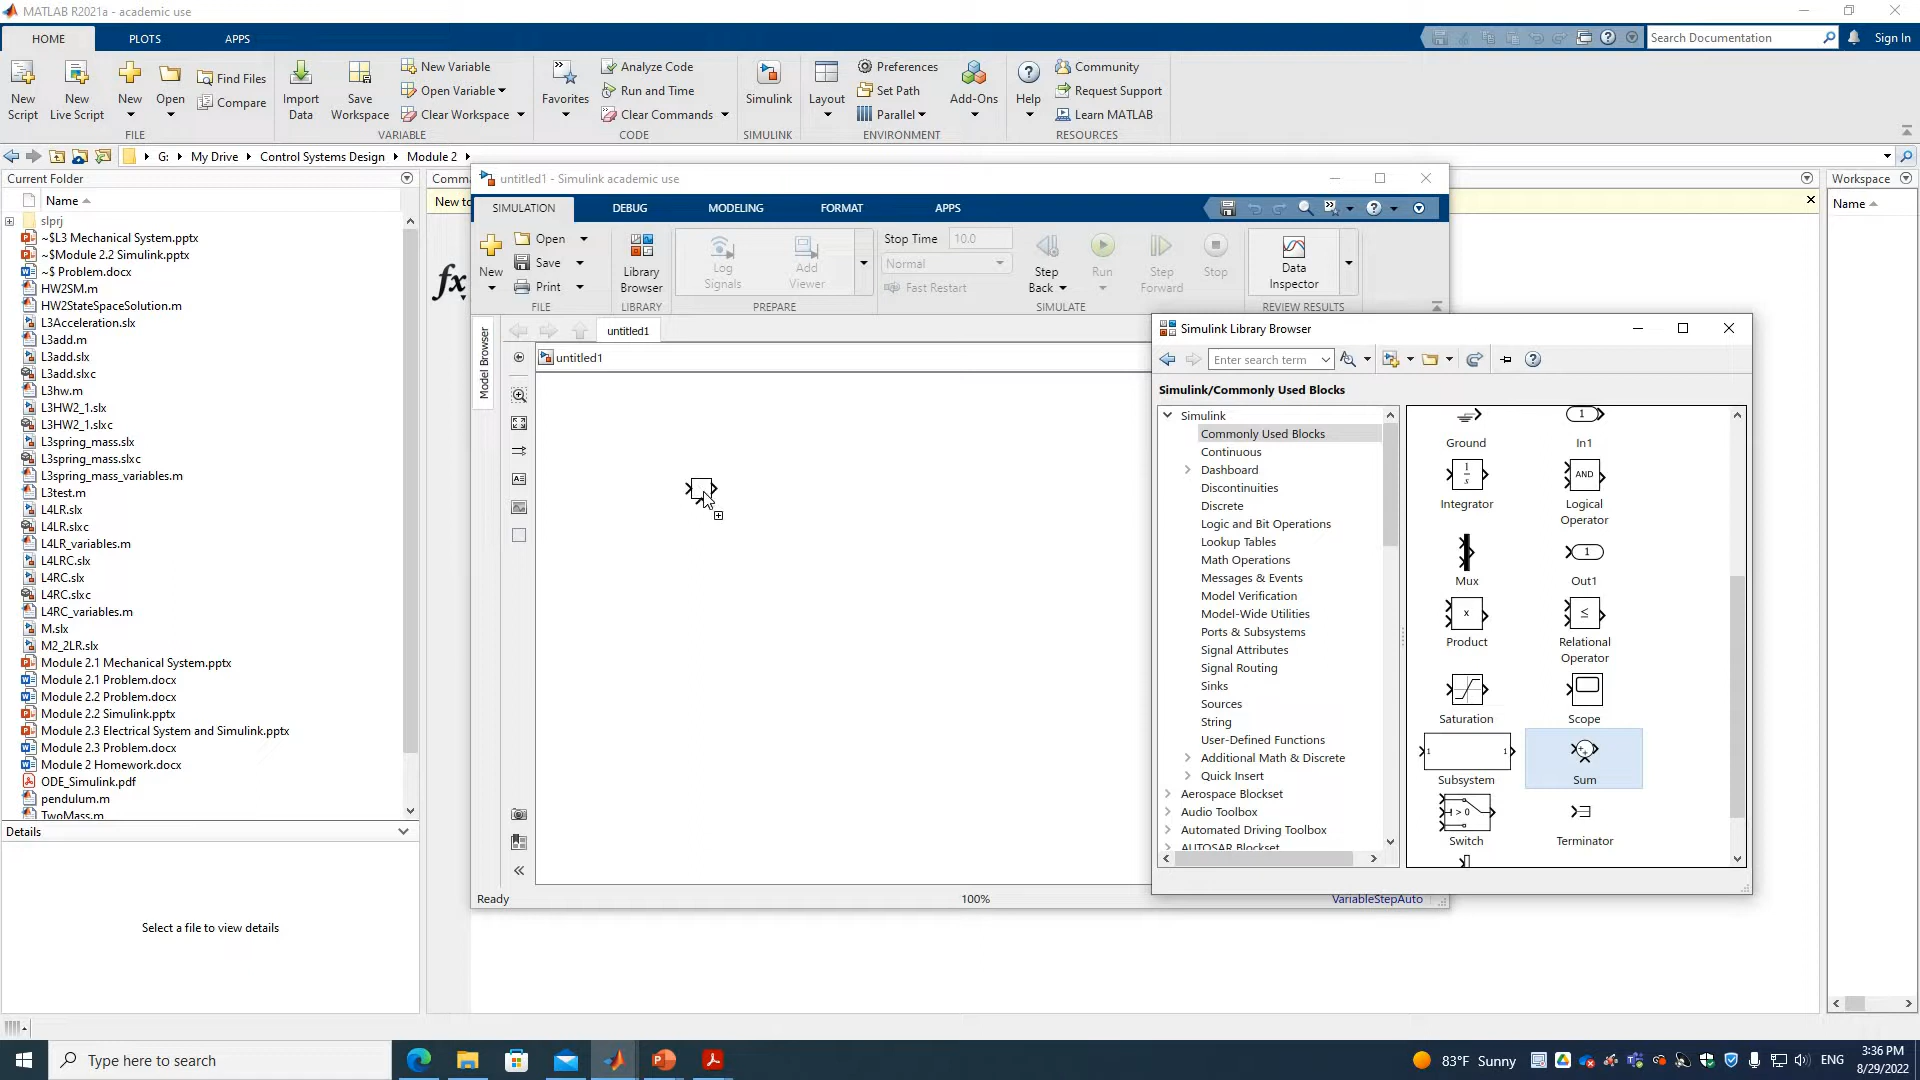 MATLAB R2021a - academic use
HOME PLOTS APPS
Search Documentation
Sign In
New Script
New Live Script
New
Open
Find Files
Compare
Import Data
Save Workspace
New Variable
Open Variable
Clear Workspace
Favorites
Analyze Code
Run and Time
Clear Commands
Simulink
Layout
Preferences
Set Path
Parallel
Add-Ons
Help
Community
Request Support
Learn MATLAB
FILE VARIABLE CODE SIMULINK ENVIRONMENT RESOURCES
G: My Drive Control Systems Design Module 2
Current Folder
Name
slprj
~$L3 Mechanical System.pptx
~$Module 2.2 Simulink.pptx
~$ Problem.docx
HW2SM.m
HW2StateSpaceSolution.m
L3Acceleration.slx
L3add.m
L3add.slx
L3add.slxc
L3hw.m
L3HW2_1.slx
L3HW2_1.slxc
L3spring_mass.slx
L3spring_mass.slxc
L3spring_mass_variables.m
L3test.m
L4LR.slx
L4LR.slxc
L4LR_variables.m
L4LRC.slx
L4RC.slx
L4RC.slxc
L4RC_variables.m
M.slx
M2_2LR.slx
Module 2.1 Mechanical System.pptx
Module 2.1 Problem.docx
Module 2.2 Problem.docx
Module 2.2 Simulink.pptx
Module 2.3 Electrical System and Simulink.pptx
Module 2.3 Problem.docx
Module 2 Homework.docx
ODE_Simulink.pdf
pendulum.m
TwoMass.m
Details
Select a file to view details
Comma
New to
fx
Workspace
Name
untitled1 - Simulink academic use
SIMULATION DEBUG MODELING FORMAT APPS
New
Open
Save
Print
Library Browser
Log Signals
Add Viewer
Stop Time 10.0
Normal
Fast Restart
Step Back
Run
Step Forward
Stop
Data Inspector
FILE LIBRARY PREPARE SIMULATE REVIEW RESULTS
Model Browser
untitled1
untitled1
Ready
100%
VariableStepAuto
Simulink Library Browser
Enter search term
Simulink/Commonly Used Blocks
Simulink
Commonly Used Blocks
Continuous
Dashboard
Discontinuities
Discrete
Logic and Bit Operations
Lookup Tables
Math Operations
Messages & Events
Model Verification
Model-Wide Utilities
Ports & Subsystems
Signal Attributes
Signal Routing
Sinks
Sources
String
User-Defined Functions
Additional Math & Discrete
Quick Insert
Aerospace Blockset
Audio Toolbox
Automated Driving Toolbox
AUTOSAR Blockset
1
Ground In1
1/s AND
Integrator Logical Operator
1
Mux Out1
x ≤
Product Relational Operator
Saturation Scope
1 1 + +
Subsystem Sum
> 0
Switch Terminator
Type here to search
83°F Sunny
ENG
3:36 PM
8/29/2022